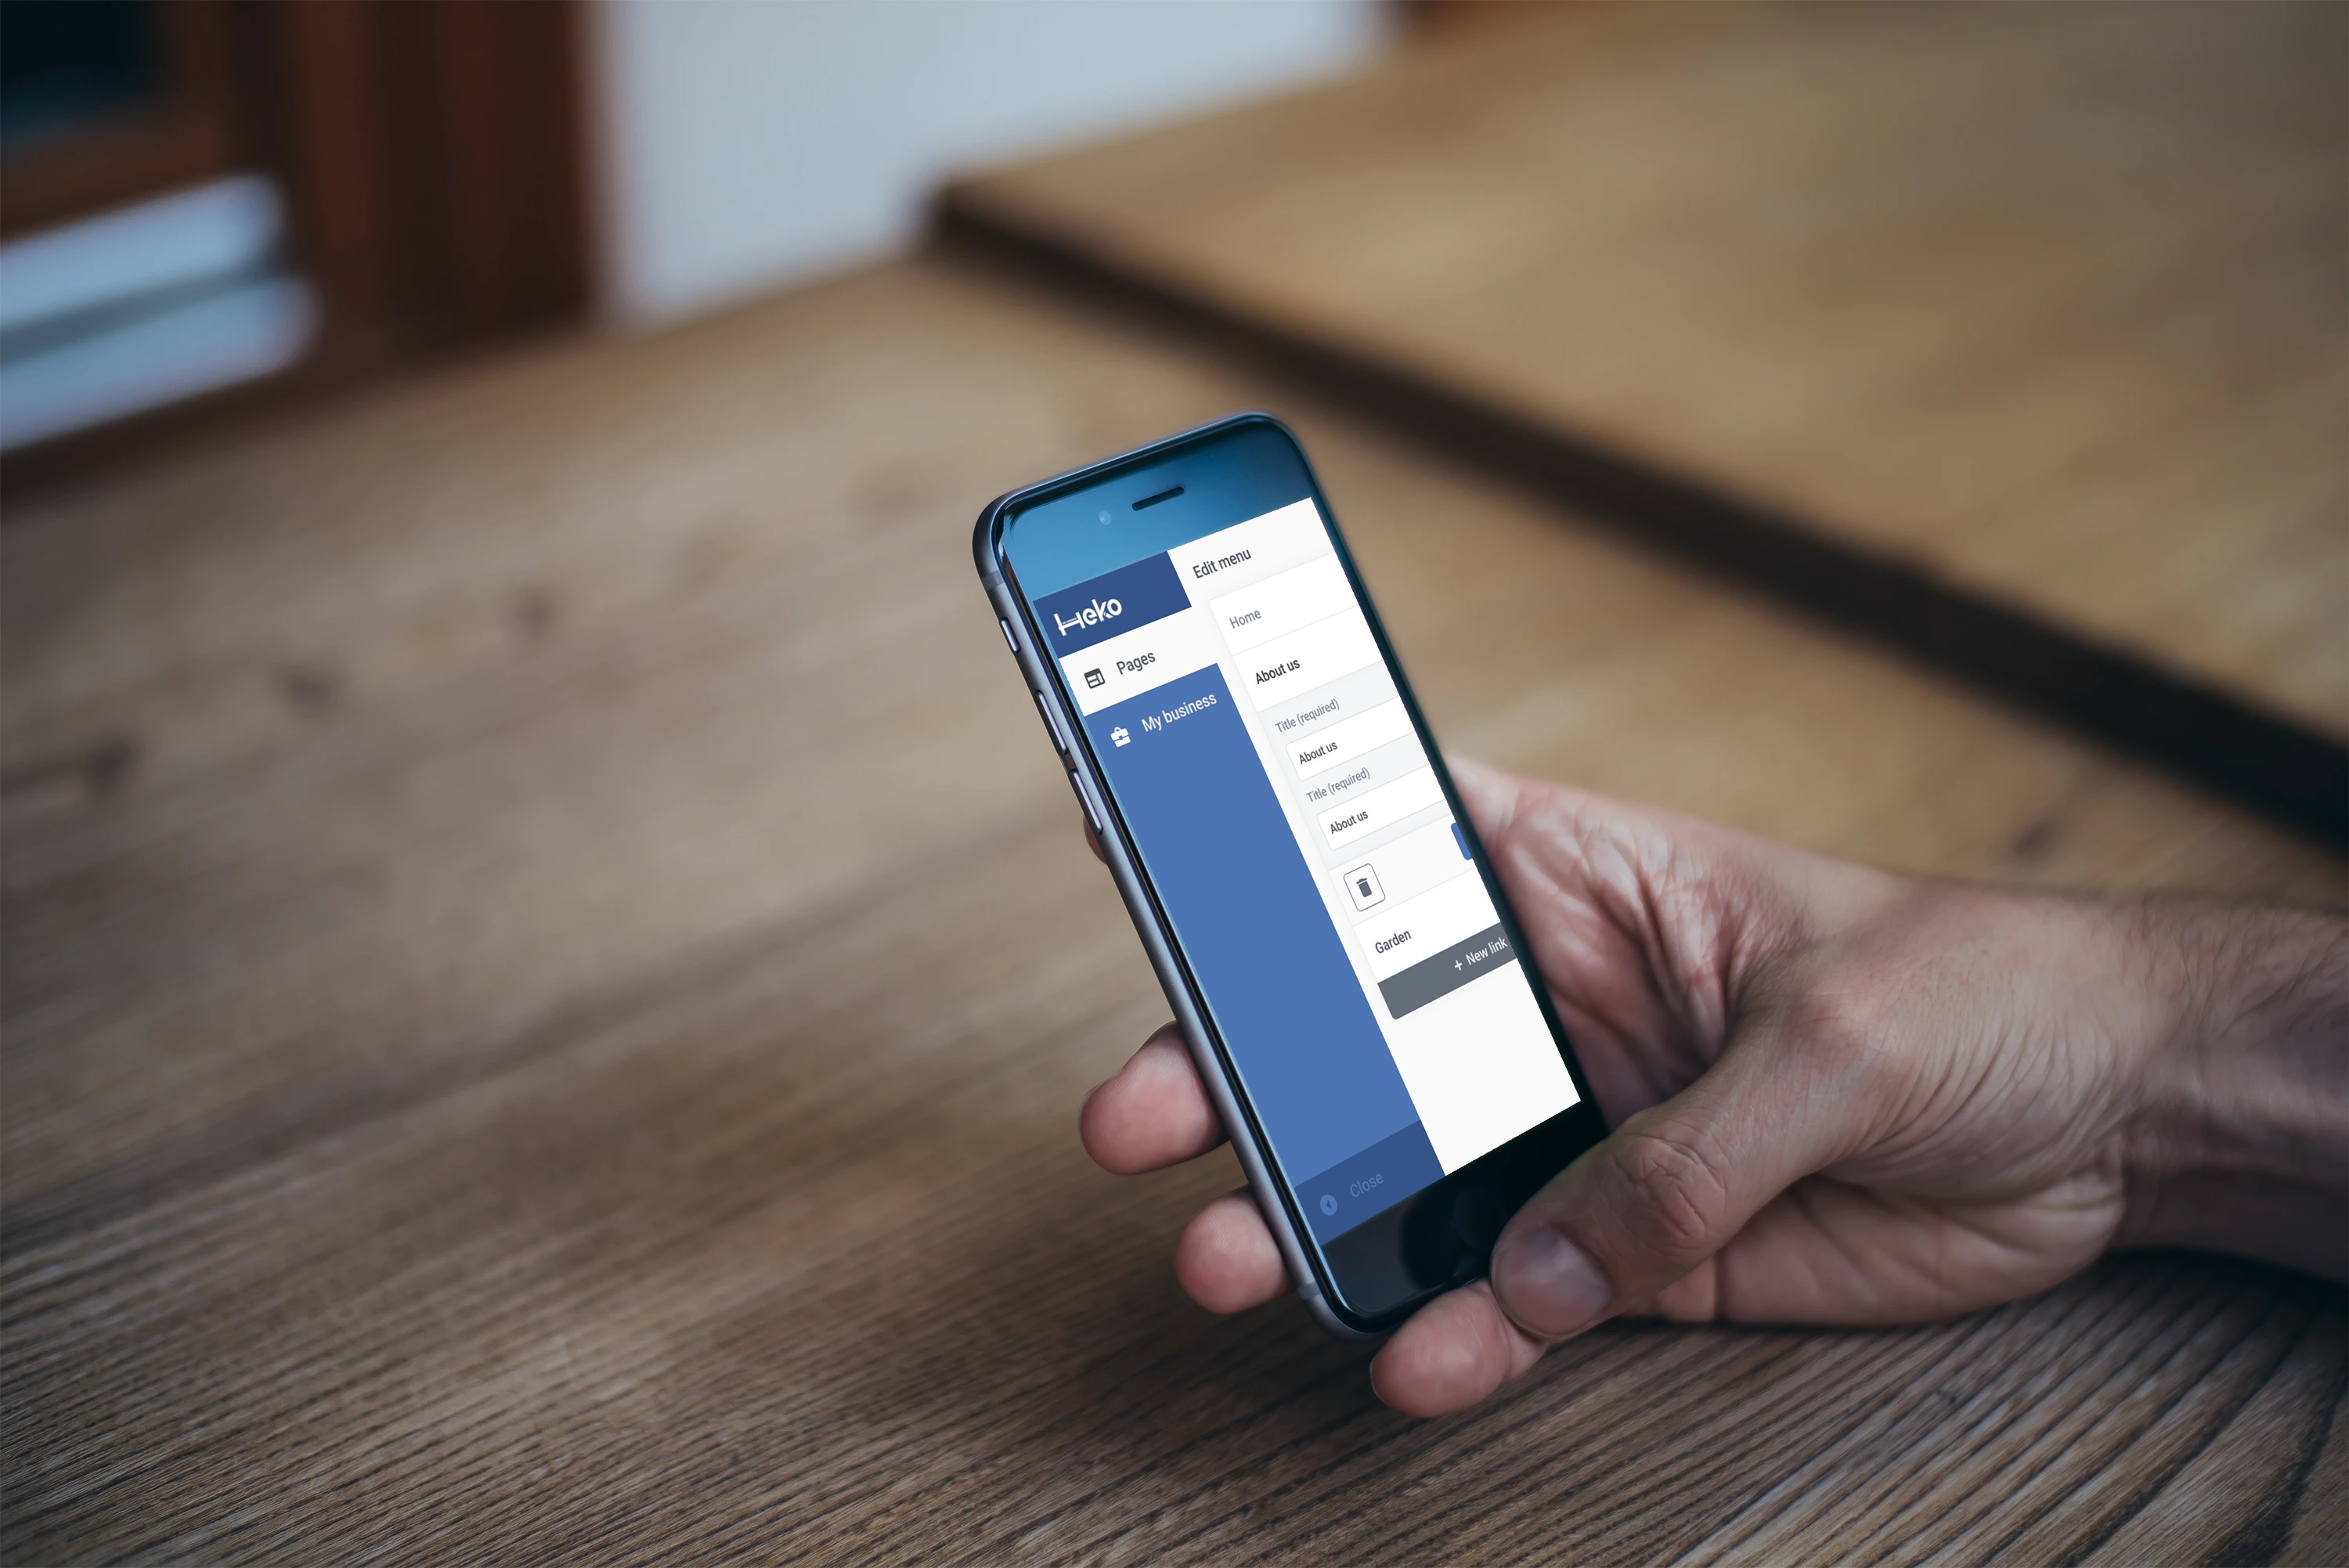 Heko
Pages
My business
Close
Edit menu
Home
About us
Title (required)
About us
Title (required)
About us
Garden
+ New link